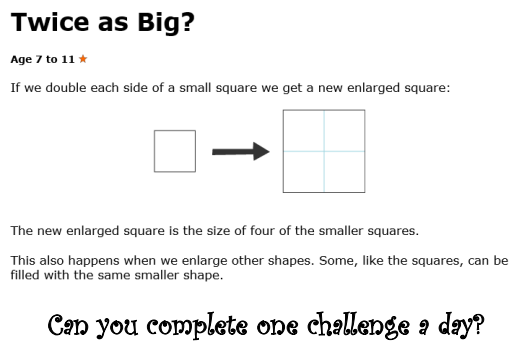 Twice as Big?
Age 7 to 11
If we double each side of a small square we get a new enlarged square:
The new enlarged square is the size of four of the smaller squares.
This also happens when we enlarge other shapes. Some, like the squares, can be
filled with the same smaller shape.
Can you complete one challenge a day?